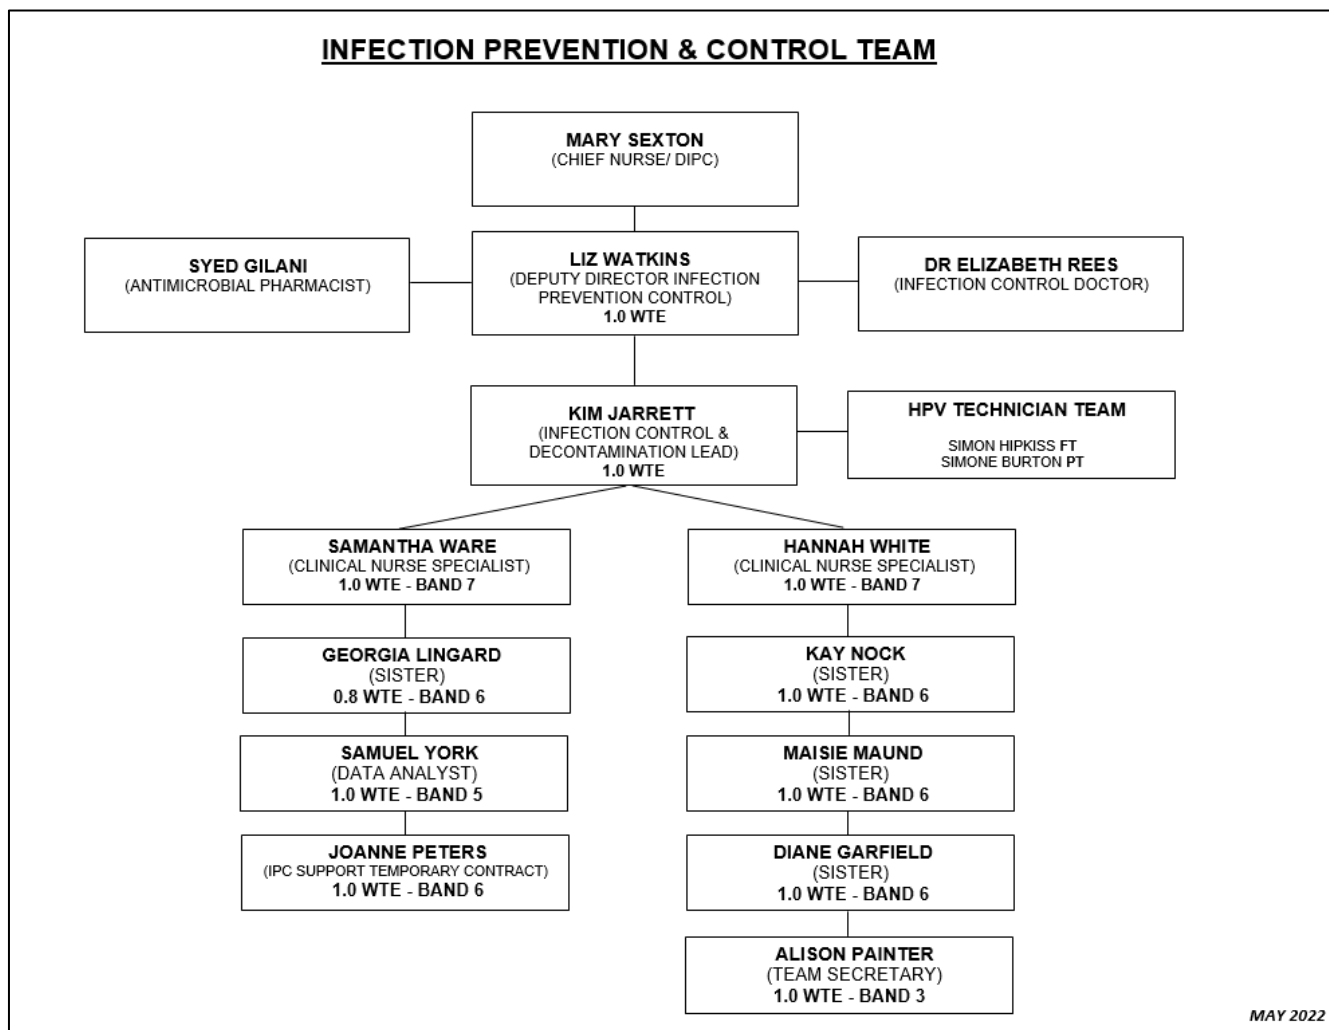 INFECTION PREVENTION & CONTROL TEAM
MARY SEXTON
(CHIEF NURSE/ DIPC)
SYED GILANI
(ANTIMICROBIAL PHARMACIST)
LIZ WATKINS
(DEPUTY DIRECTOR INFECTION
PREVENTION CONTROL)
1.0 WTE
DR ELIZABETH REES
(INFECTION CONTROL DOCTOR)
KIM JARRETT
(INFECTION CONTROL &
DECONTAMINATION LEAD)
1.0 WTE
HPV TECHNICIAN TEAM
SIMON HIPKISS FT
SIMONE BURTON PT
SAMANTHA WARE
(CLINICAL NURSE SPECIALIST)
1.0 WTE - BAND 7
HANNAH WHITE
(CLINICAL NURSE SPECIALIST)
1.0 WTE - BAND 7
GEORGIA LINGARD
(SISTER)
0.8 WTE - BAND 6
KAY NOCK
(SISTER)
1.0 WTE - BAND 6
SAMUEL YORK
(DATA ANALYST)
1.0 WTE - BAND 5
MAISIE MAUND
(SISTER)
1.0 WTE - BAND 6
JOANNE PETERS
(IPC SUPPORT TEMPORARY CONTRACT)
1.0 WTE - BAND 6
DIANE GARFIELD
(SISTER)
1.0 WTE - BAND 6
ALISON PAINTER
(TEAM SECRETARY)
1.0 WTE - BAND 3
MAY 2022